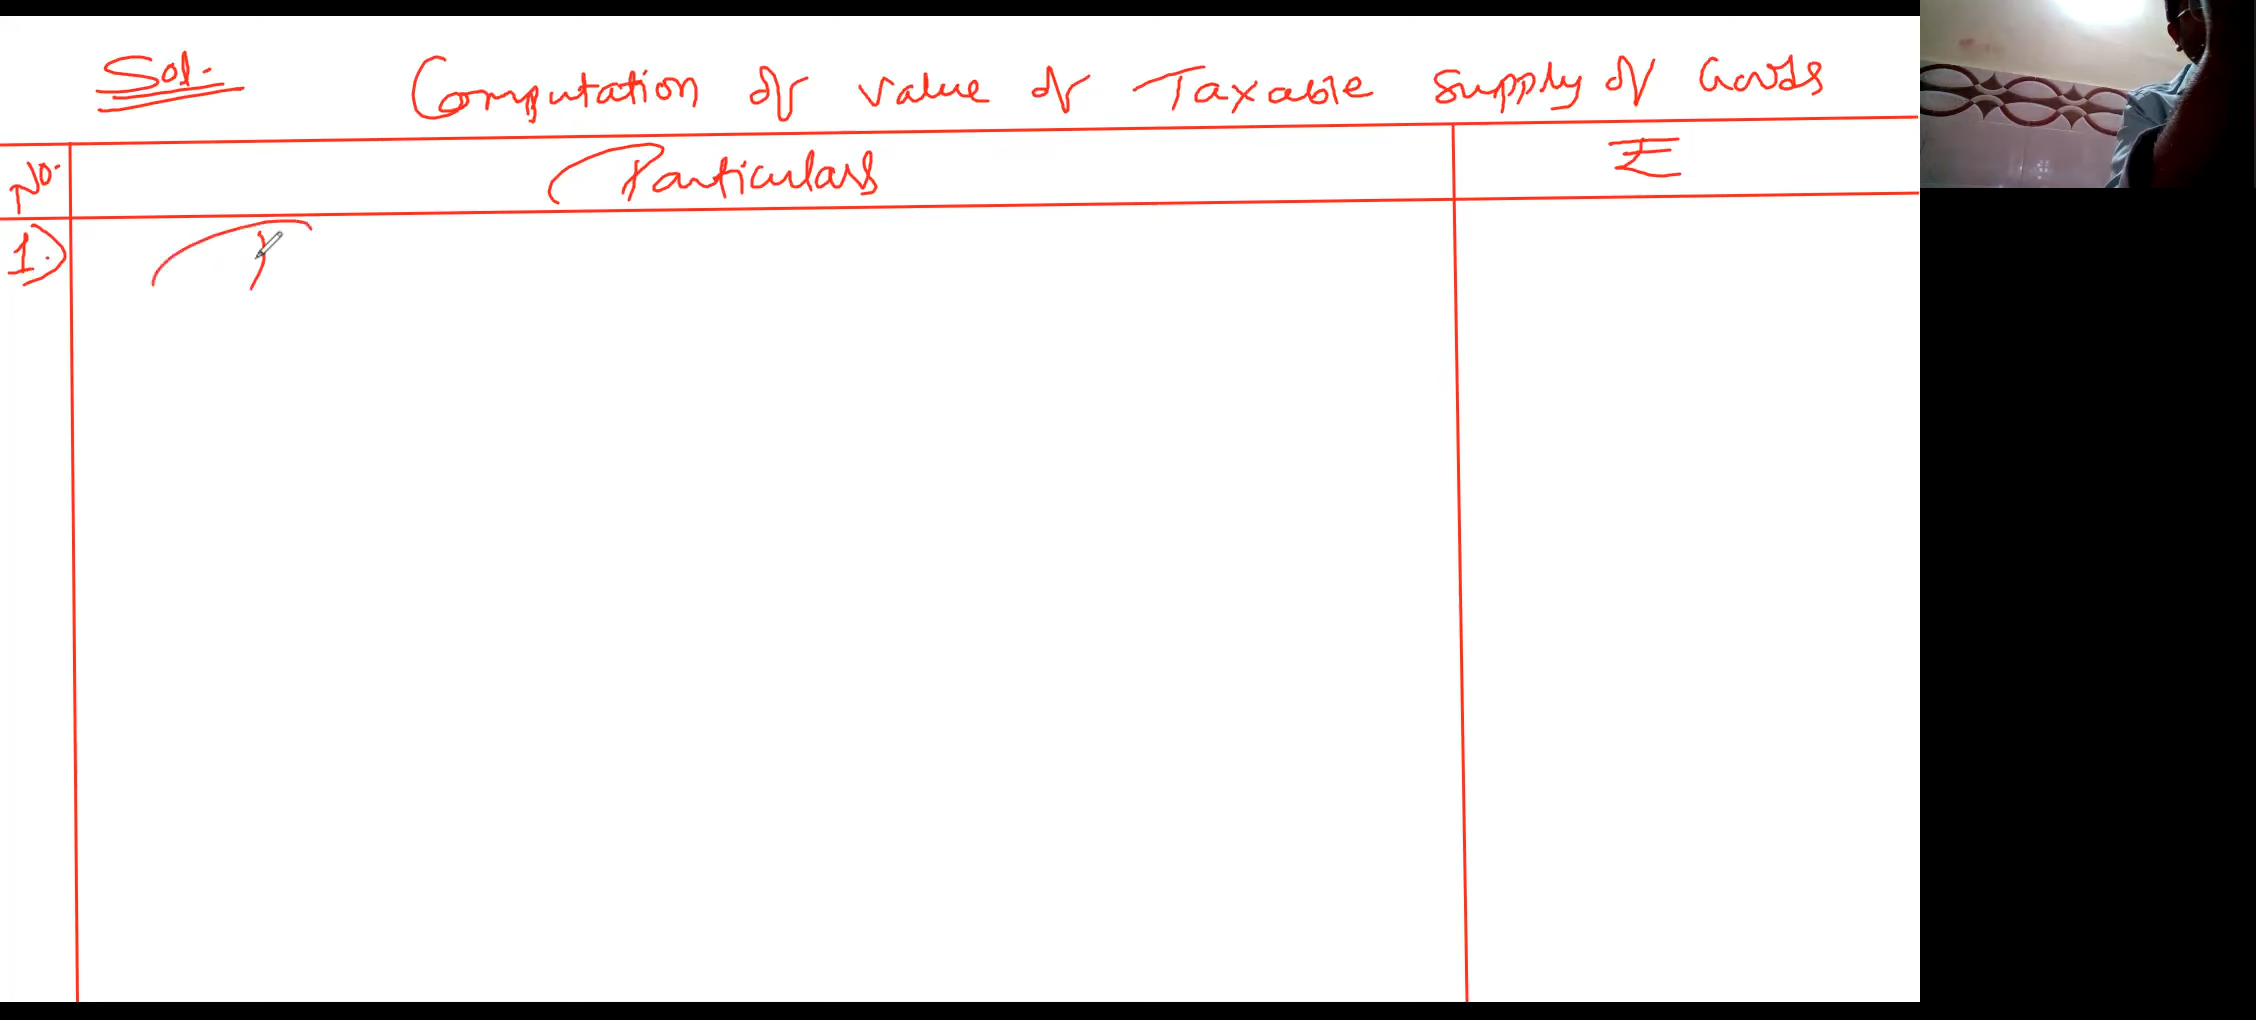 Sol. Computation of value of Taxable supply of Goods
No. Particulars ₹
1.)